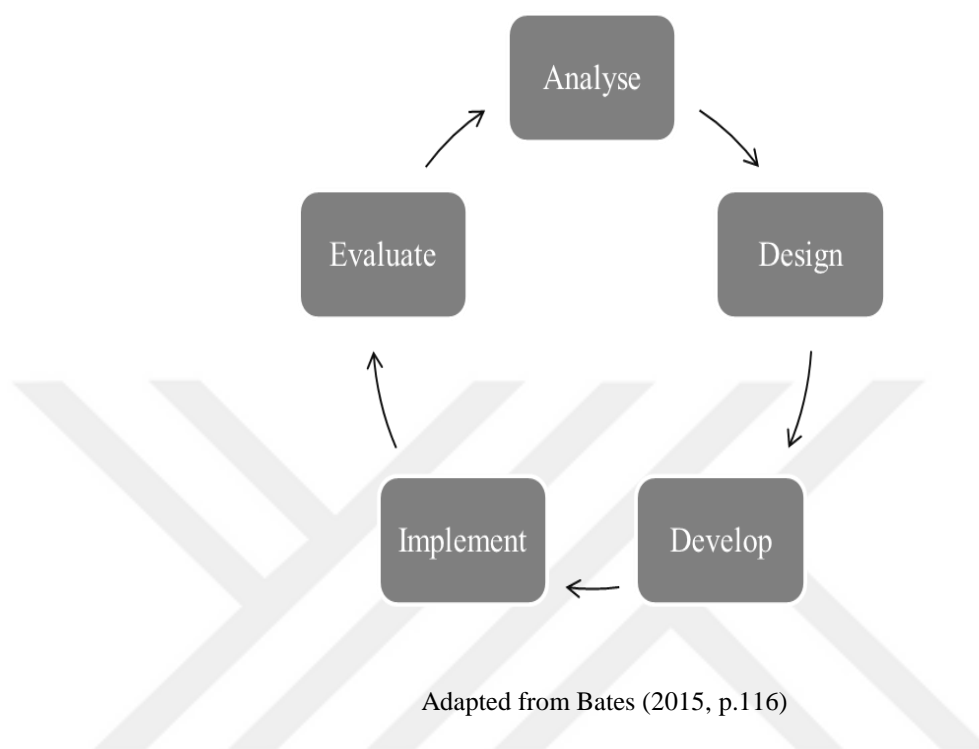 Analyse
Design
Develop
Implement
Evaluate
Adapted from Bates (2015, p.116)